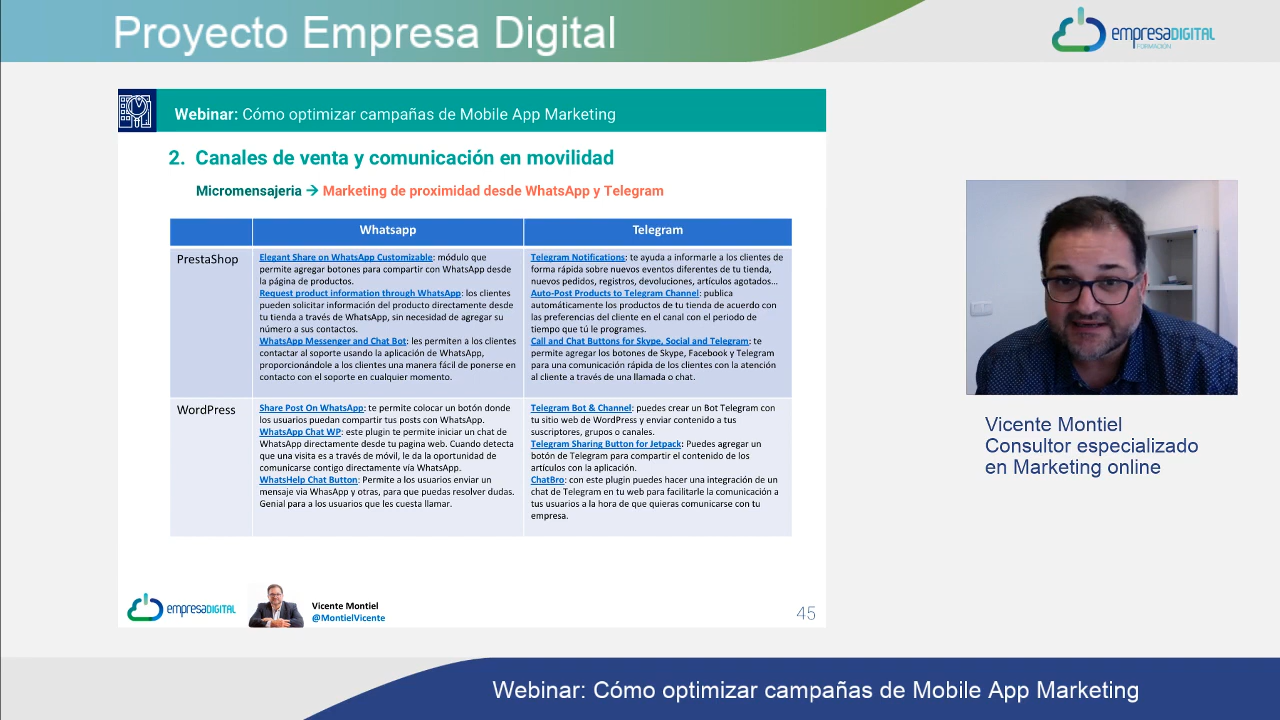 Proyecto Empresa Digital
empresaDIGITAL
FORMACIÓN
Webinar: Cómo optimizar campañas de Mobile App Marketing
2. Canales de venta y comunicación en movilidad
Micromensajeria → Marketing de proximidad desde WhatsApp y Telegram
Whatsapp
Telegram
PrestaShop
Elegant Share on WhatsApp Customizable: módulo que
permite agregar botones para compartir con WhatsApp desde
la página de productos.
Request product information through WhatsApp: los clientes
pueden solicitar información del producto directamente desde
tu tienda a través de WhatsApp, sin necesidad de agregar su
número a sus contactos.
WhatsApp Messenger and Chat Bot: les permiten a los clientes
contactar al soporte usando la aplicación de WhatsApp,
proporcionándole a los clientes una manera fácil de ponerse en
contacto con el soporte en cualquier momento.
Telegram Notifications: te ayuda a informarle a los clientes de
forma rápida sobre nuevos eventos diferentes de tu tienda,
nuevos pedidos, registros, devoluciones, artículos agotados...
Auto-Post Products to Telegram Channel: publica
automáticamente los productos de tu tienda de acuerdo con
las preferencias del cliente en el canal con el periodo de
tiempo que tú le programes.
Call and Chat Buttons for Skype, Social and Telegram: te
permite agregar los botones de Skype, Facebook y Telegram
para una comunicación rápida de los clientes con la atención
al cliente a través de una llamada o chat.
WordPress
Share Post On WhatsApp: te permite colocar un botón donde
los usuarios puedan compartir tus posts con WhatsApp.
WhatsApp Chat WP: este plugin te permite iniciar un chat de
WhatsApp directamente desde tu pagina web. Cuando detecta
que una visita es a través de móvil, le da la oportunidad de
comunicarse contigo directamente vía WhatsApp.
WhatsHelp Chat Button: Permite a los usuarios enviar un
mensaje via WhasApp y otras, para que puedas resolver dudas.
Genial para a los usuarios que les cuesta llamar.
Telegram Bot & Channel: puedes crear un Bot Telegram con
tu sitio web de WordPress y enviar contenido a tus
suscriptores, grupos o canales.
Telegram Sharing Button for Jetpack: Puedes agregar un
botón de Telegram para compartir el contenido de los
artículos con la aplicación.
ChatBro: con este plugin puedes hacer una integración de un
chat de Telegram en tu web para facilitarle la comunicación a
tus usuarios a la hora de que quieras comunicarse con tu
empresa.
empresaDIGITAL
Vicente Montiel
@MontielVicente
45
Vicente Montiel
Consultor especializado
en Marketing online
Webinar: Cómo optimizar campañas de Mobile App Marketing